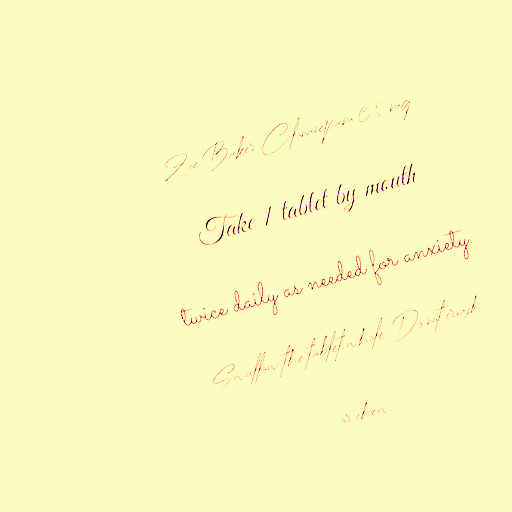 Zoe Baker Clonazepam 0.5 mg
Take 1 tablet by mouth
twice daily as needed for anxiety.
Swallow the tablet whole. Do not crush
or chew